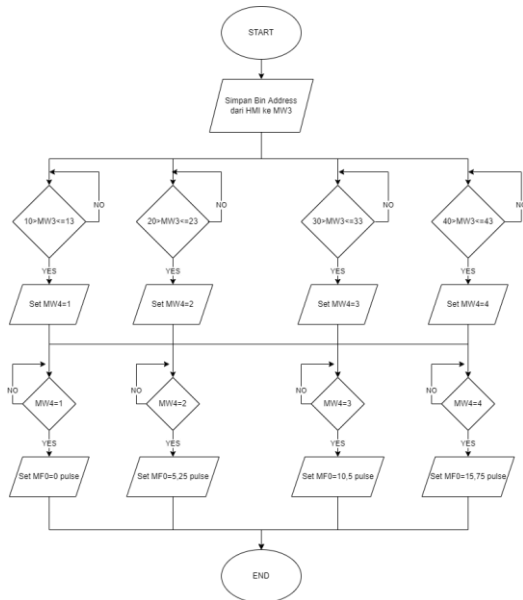 START
Simpan Bin Address
dari HMI ke MW3
NO
NO
NO
NO
10>MW3<=13
20>MW3<=23
30>MW3<=33
40>MW3<=43
YES
YES
YES
YES
Set MW4=1
Set MW4=2
Set MW4=3
Set MW4=4
NO
NO
NO
NO
MW4=1
MW4=2
MW4=3
MW4=4
YES
YES
YES
YES
Set MF0=0 pulse
Set MF0=5,25 pulse
Set MF0=10,5 pulse
Set MF0=15,75 pulse
END